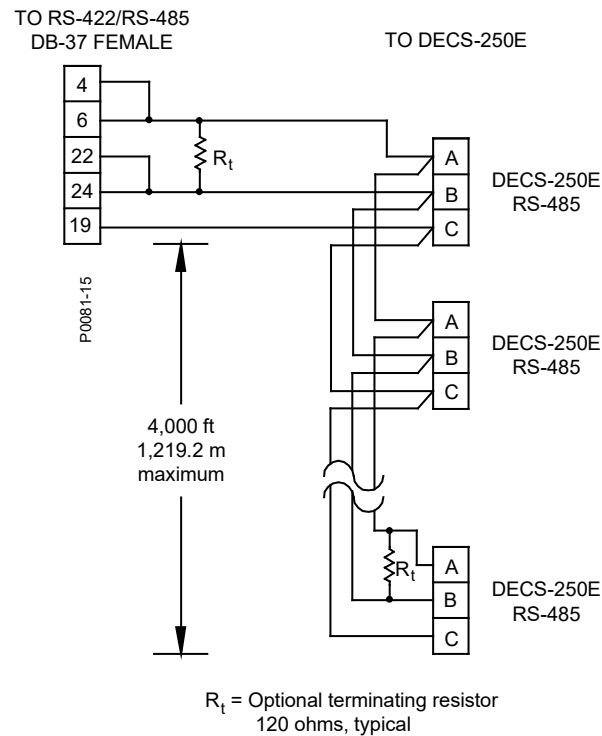 TO RS-422/RS-485
DB-37 FEMALE
TO DECS-250E
4
6
22
24
19
Rt
A
B
C
DECS-250E
RS-485
P0081-15
4,000 ft
1,219.2 m
maximum
A
B
C
DECS-250E
RS-485
Rt
A
B
C
DECS-250E
RS-485
Rt = Optional terminating resistor
120 ohms, typical